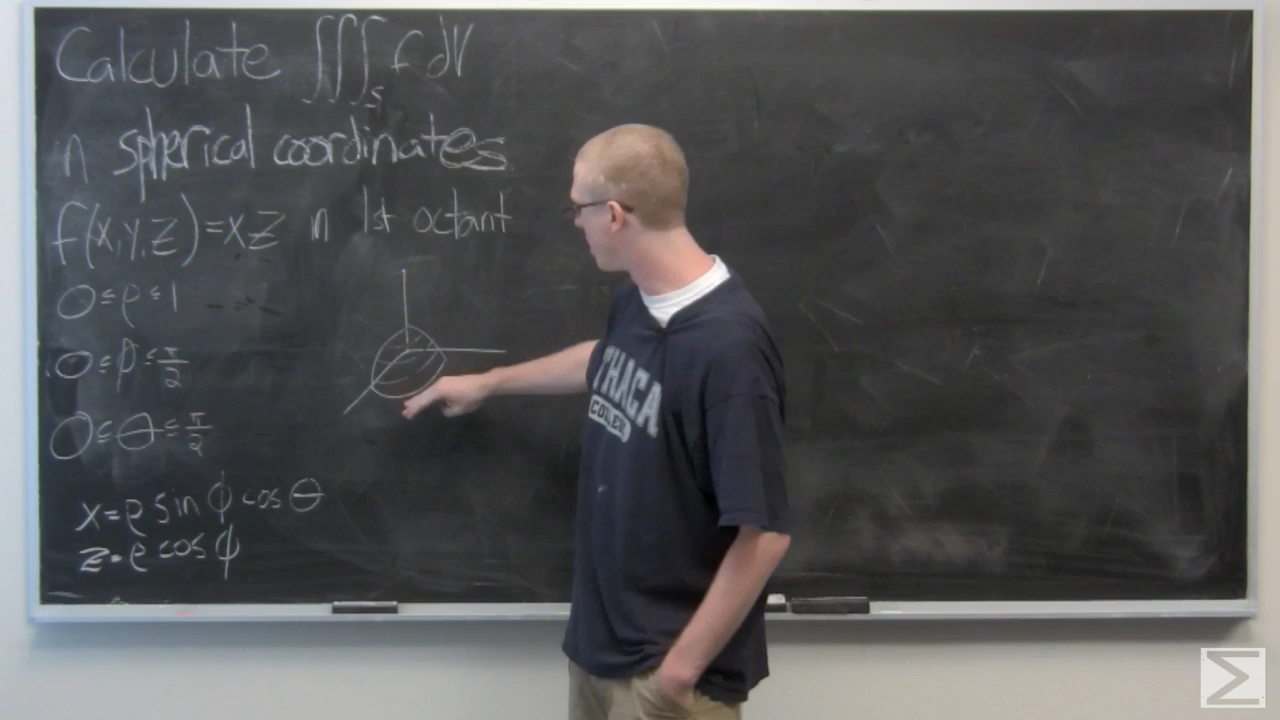 Calculate ∭_S f dV
in spherical coordinates
f(x,y,z)=xz in 1st octant
0≤ρ≤1
0≤φ≤π/2
0≤θ≤π/2
x=ρ sin φ cos θ
z=ρ cos φ
ITHACA
COLLEGE
Σ